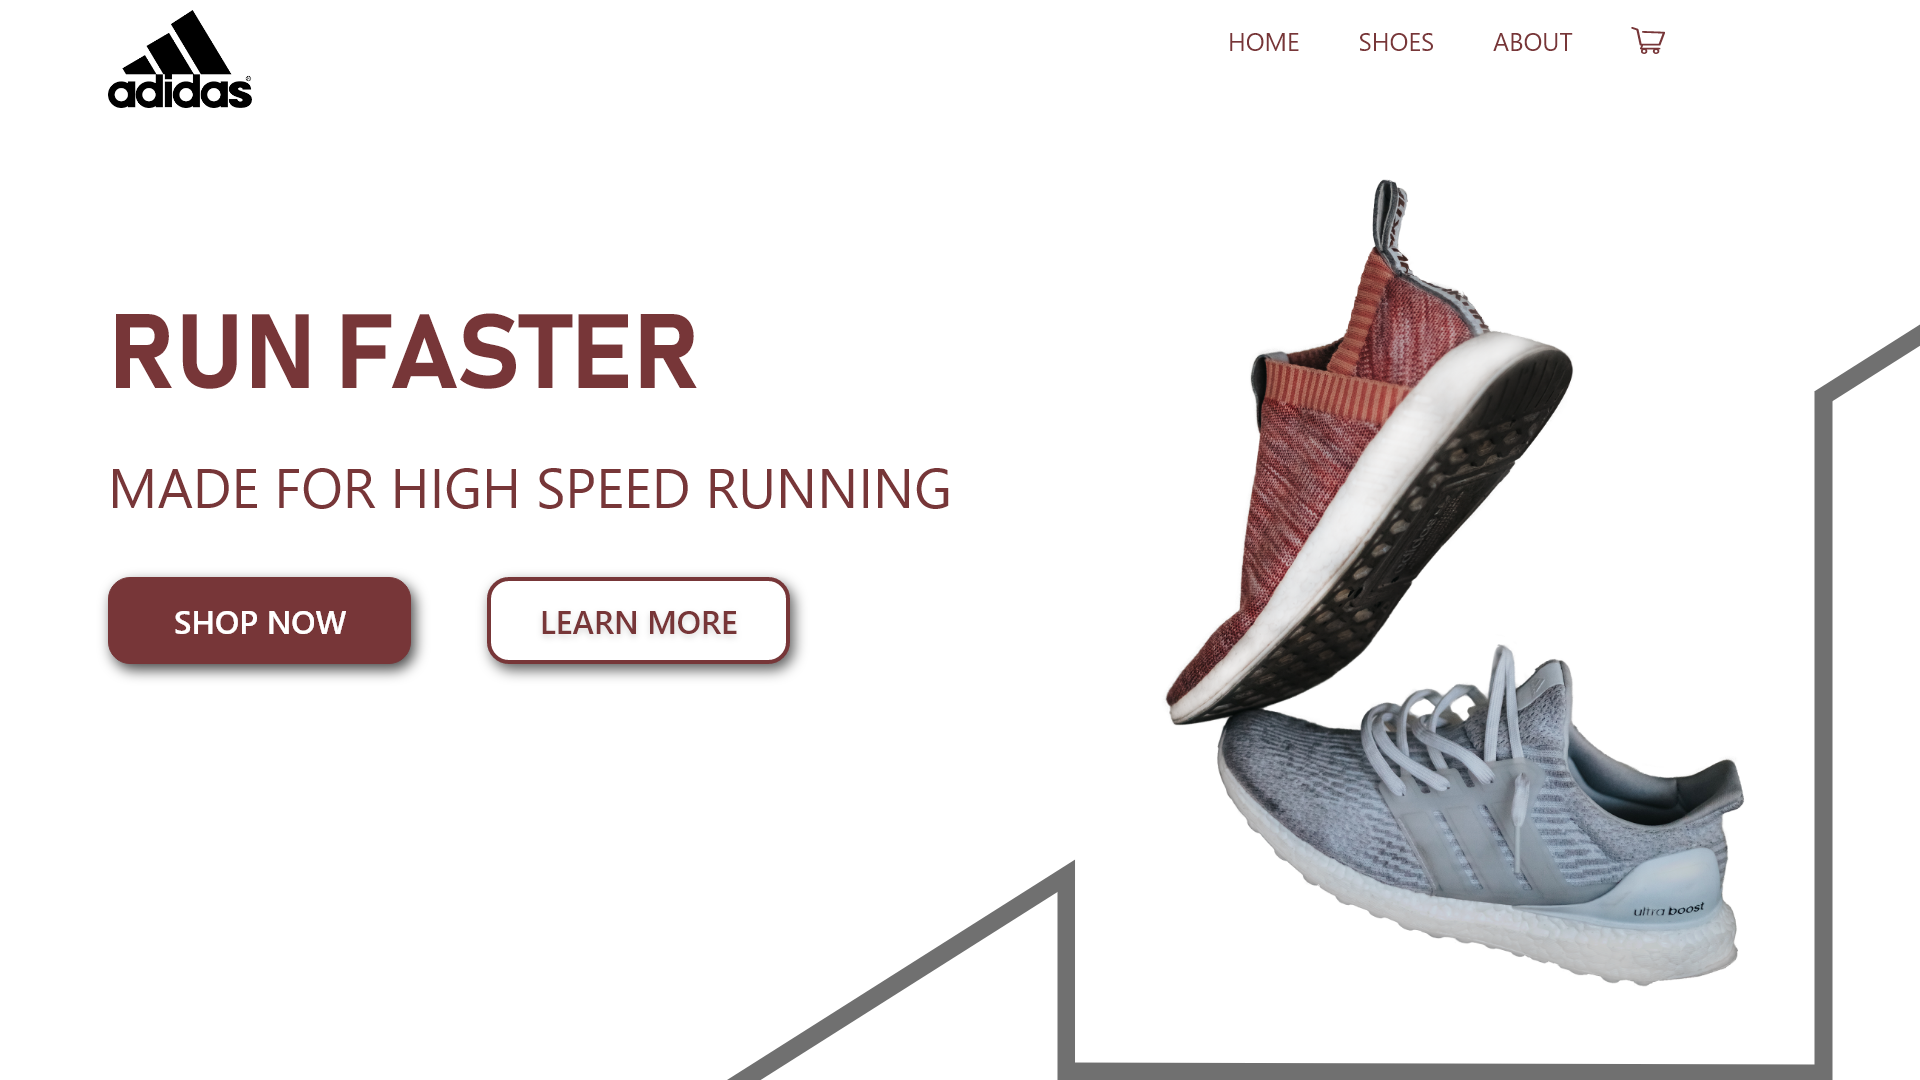 adidas®
HOME SHOES ABOUT
RUN FASTER
MADE FOR HIGH SPEED RUNNING
SHOP NOW LEARN MORE
ultra boost